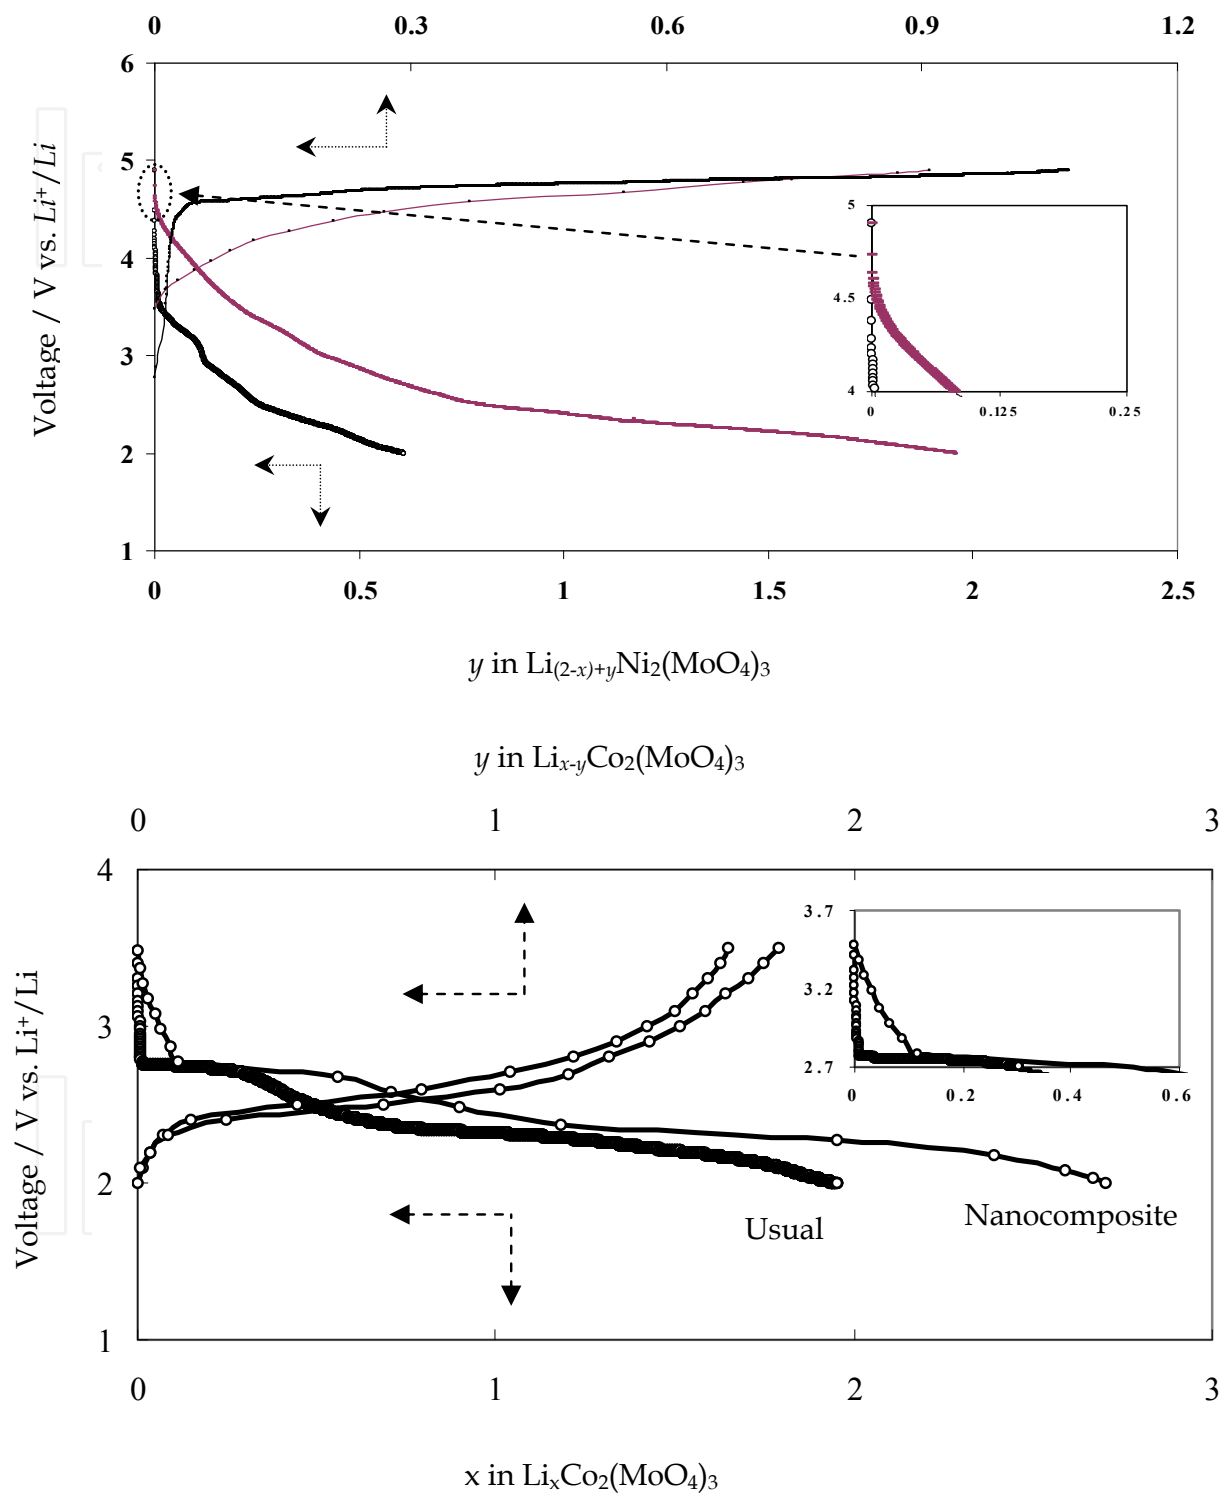 0 0.3 0.6 0.9 1.2
6
5
4
3
2
1
Voltage / V vs. Li⁺/Li
5
4.5
4
0 0.125 0.25
0 0.5 1 1.5 2 2.5
y in Li₍₂₋ₓ₎₊yNi₂(MoO₄)₃
y in Liₓ₋yCo₂(MoO₄)₃
0 1 2 3
4
3
2
1
Voltage / V vs. Li⁺/Li
3.7
3.2
2.7
0 0.2 0.4 0.6
Usual
Nanocomposite
0 1 2 3
x in LiₓCo₂(MoO₄)₃